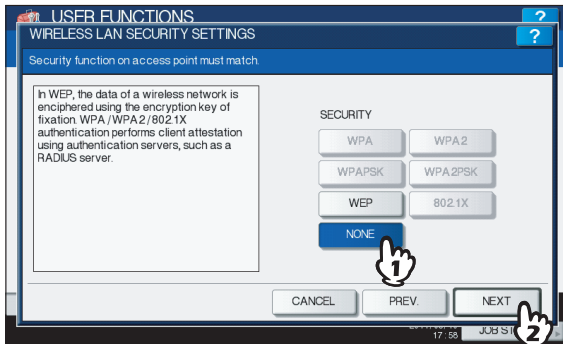 USER FUNCTIONS
?
WIRELESS LAN SECURITY SETTINGS
?
Security function on access point must match.
In WEP, the data of a wireless network is
enciphered using the encryption key of
fixation. WPA/WPA2/802.1X
authentication performs client attestation
using authentication servers, such as a
RADIUS server.
SECURITY
WPA
WPA2
WPAPSK
WPA2PSK
WEP
802.1X
NONE
1
CANCEL
PREV.
NEXT
2
17:58
JOB ST